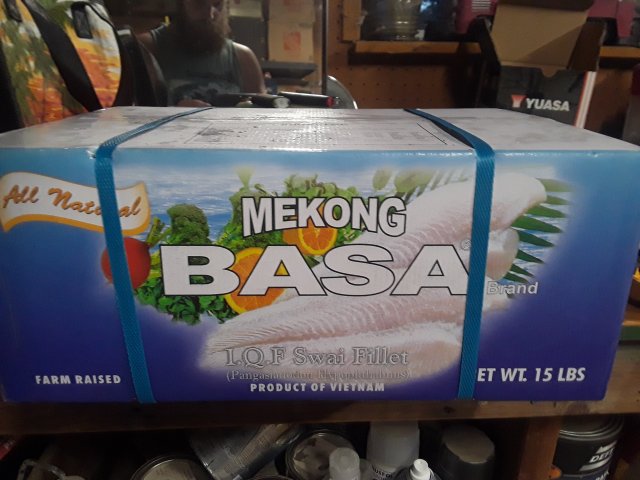 YUASA
All Natural
MEKONG
BASA
®
Brand
I.Q.F Swai Fillet
FARM RAISED
PRODUCT OF VIETNAM
ET WT. 15 LBS